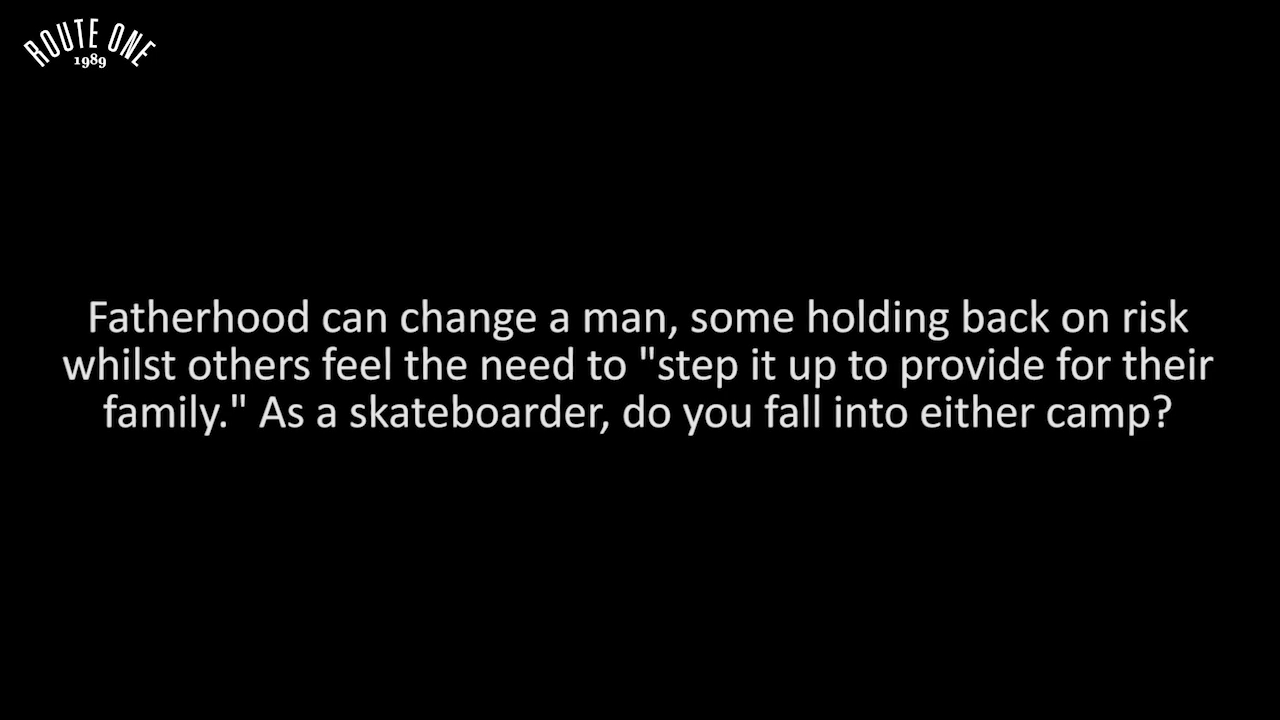 ROUTE ONE
1989
Fatherhood can change a man, some holding back on risk
whilst others feel the need to "step it up to provide for their
family." As a skateboarder, do you fall into either camp?